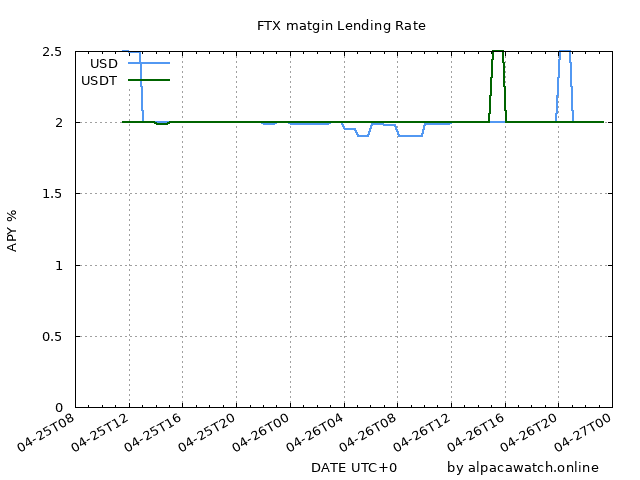 FTX matgin Lending Rate
2.5
USD
USDT
2
1.5
APY %
1
0.5
0
04-25T08
04-25T12
04-25T16
04-25T20
04-26T00
04-26T04
04-26T08
04-26T12
04-26T16
04-26T20
04-27T00
DATE UTC+0
by alpacawatch.online